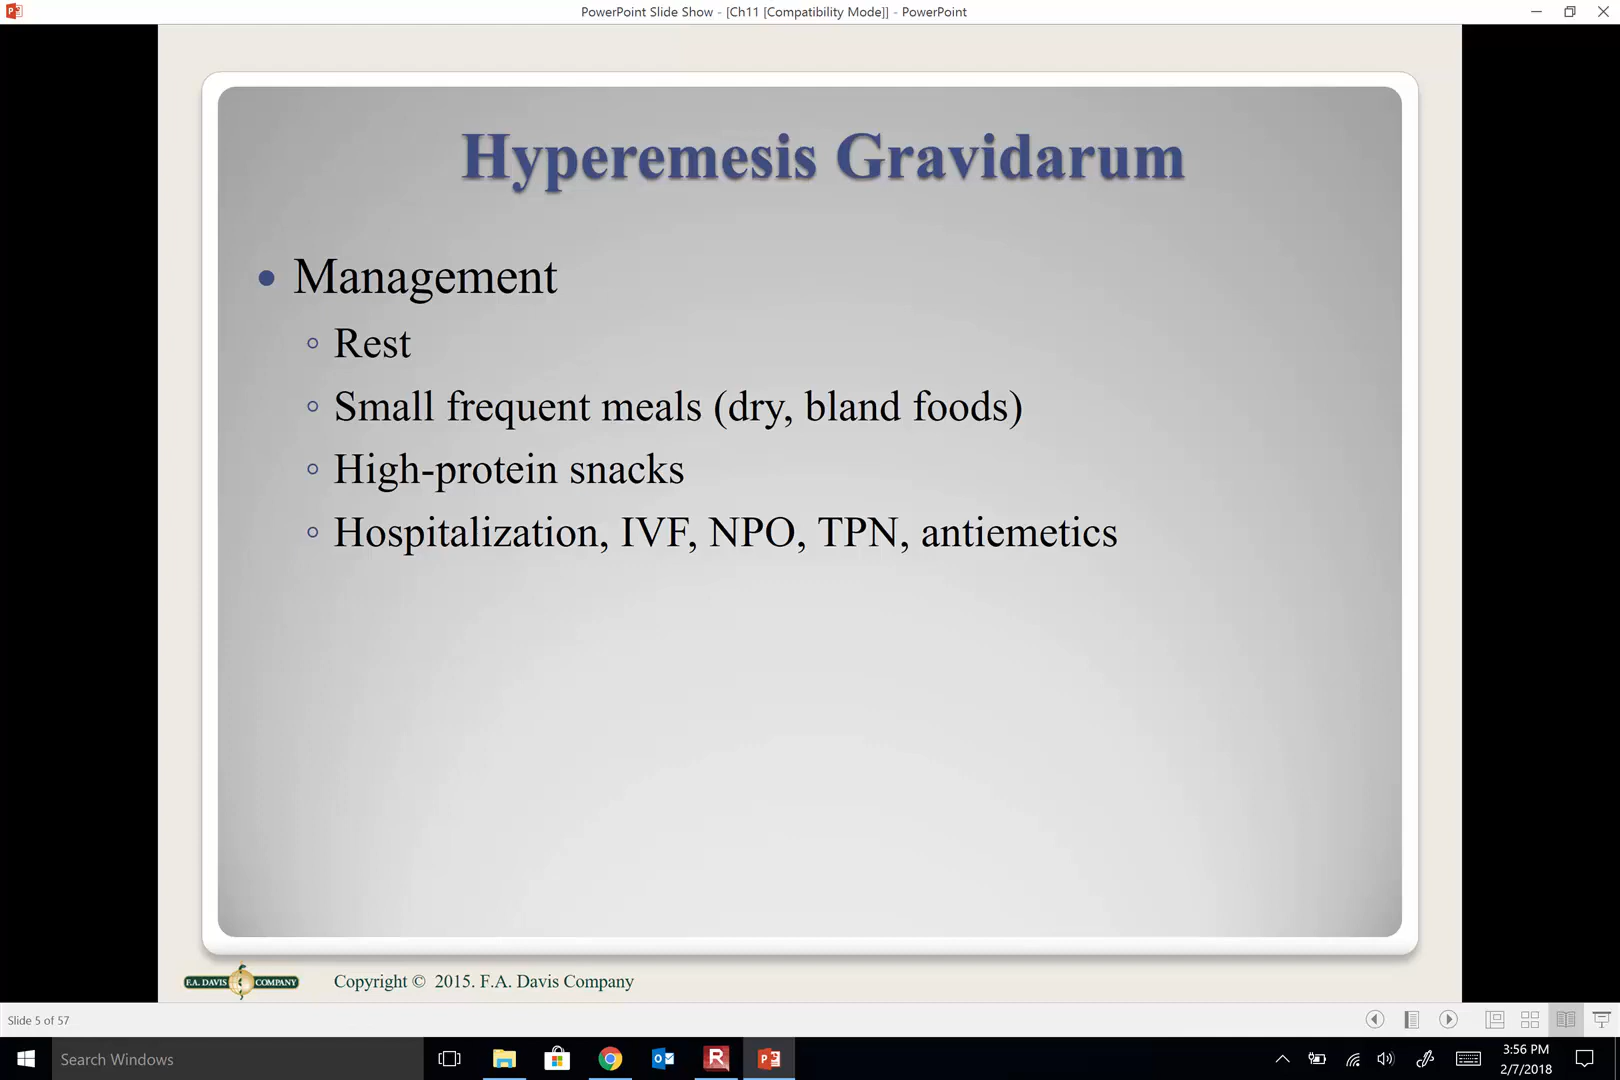 PowerPoint Slide Show - [Ch11 [Compatibility Mode]] - PowerPoint
Hyperemesis Gravidarum
• Management
◦ Rest
◦ Small frequent meals (dry, bland foods)
◦ High-protein snacks
◦ Hospitalization, IVF, NPO, TPN, antiemetics
F.A. DAVIS COMPANY
Copyright © 2015. F.A. Davis Company
Slide 5 of 57
Search Windows
3:56 PM
2/7/2018